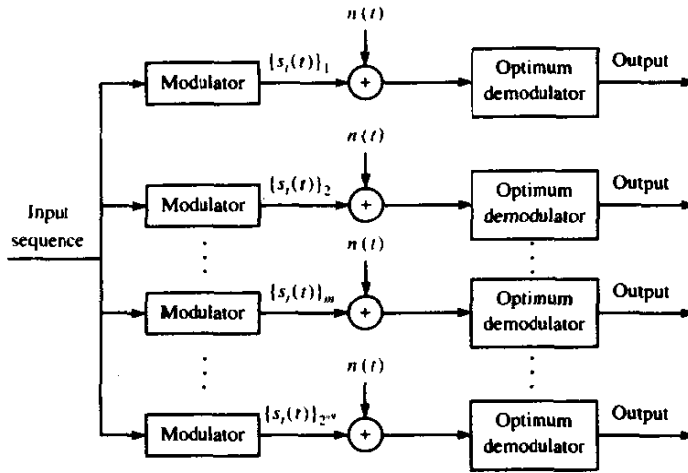 n(t)
Modulator
{s_i(t)}_1
+
Optimum
demodulator
Output
n(t)
Modulator
{s_i(t)}_2
+
Optimum
demodulator
Output
Input
sequence
n(t)
Modulator
{s_i(t)}_m
+
Optimum
demodulator
Output
n(t)
Modulator
+
Optimum
demodulator
Output